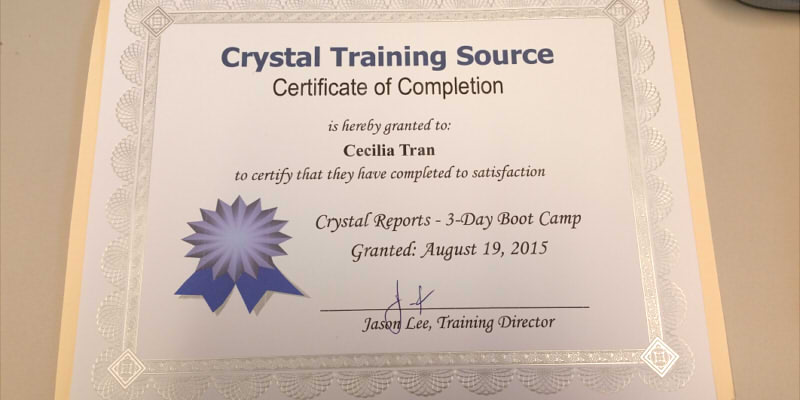 Crystal Training Source
Certificate of Completion
is hereby granted to:
Cecilia Tran
to certify that they have completed to satisfaction
Crystal Reports - 3-Day Boot Camp
Granted: August 19, 2015
Jason Lee, Training Director